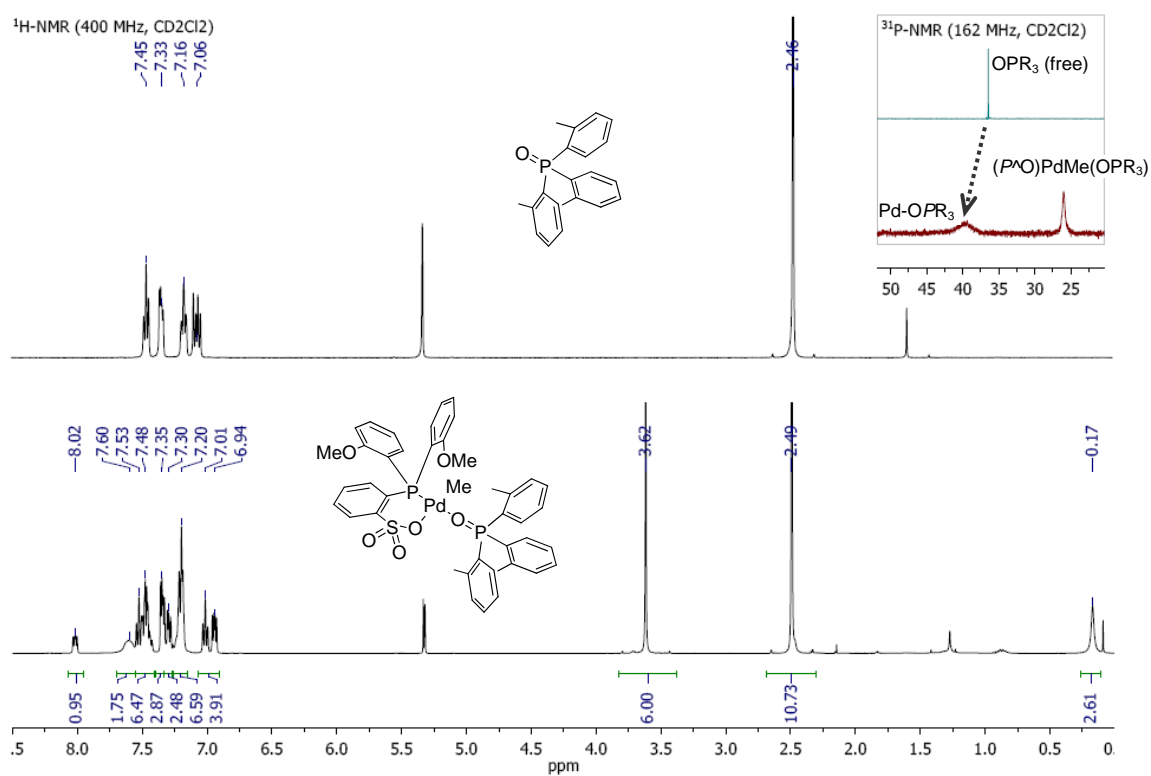 ¹H-NMR (400 MHz, CD2Cl2)
7.45
7.33
7.16
7.06
2.46
³¹P-NMR (162 MHz, CD2Cl2)
OPR₃ (free)
(P^O)PdMe(OPR₃)
Pd-OPR₃
50 45 40 35 30 25
O
P
8.02
7.60
7.53
7.48
7.35
7.30
7.20
7.01
6.94
3.62
2.49
0.17
MeO
OMe
P
Me
Pd
O
P
S
O
O
O
0.95
1.75
6.47
2.87
2.48
6.59
3.91
6.00
10.73
2.61
.5 8.0 7.5 7.0 6.5 6.0 5.5 5.0 4.5 4.0 3.5 3.0 2.5 2.0 1.5 1.0 0.5 0.
ppm